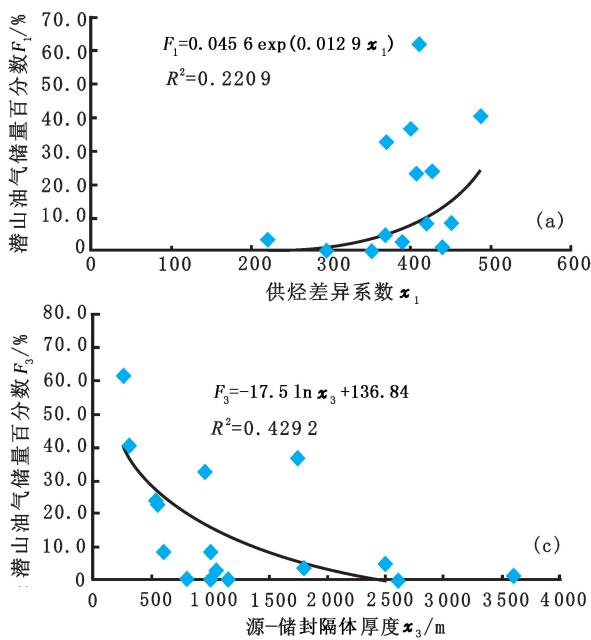 潜山油气储量百分数F₁/%
70.0
60.0
50.0
40.0
30.0
20.0
10.0
0
F₁=0.045 6 exp(0.012 9 x₁)
R²=0.220 9
(a)
0 100 200 300 400 500 600
供烃差异系数 x₁
潜山油气储量百分数F₃/%
80.0
70.0
60.0
50.0
40.0
30.0
20.0
10.0
0.0
F₃=-17.5 ln x₃+136.84
R²=0.429 2
(c)
0 500 1 000 1 500 2 000 2 500 3 000 3 500 4 000
源-储封隔体厚度 x₃/m